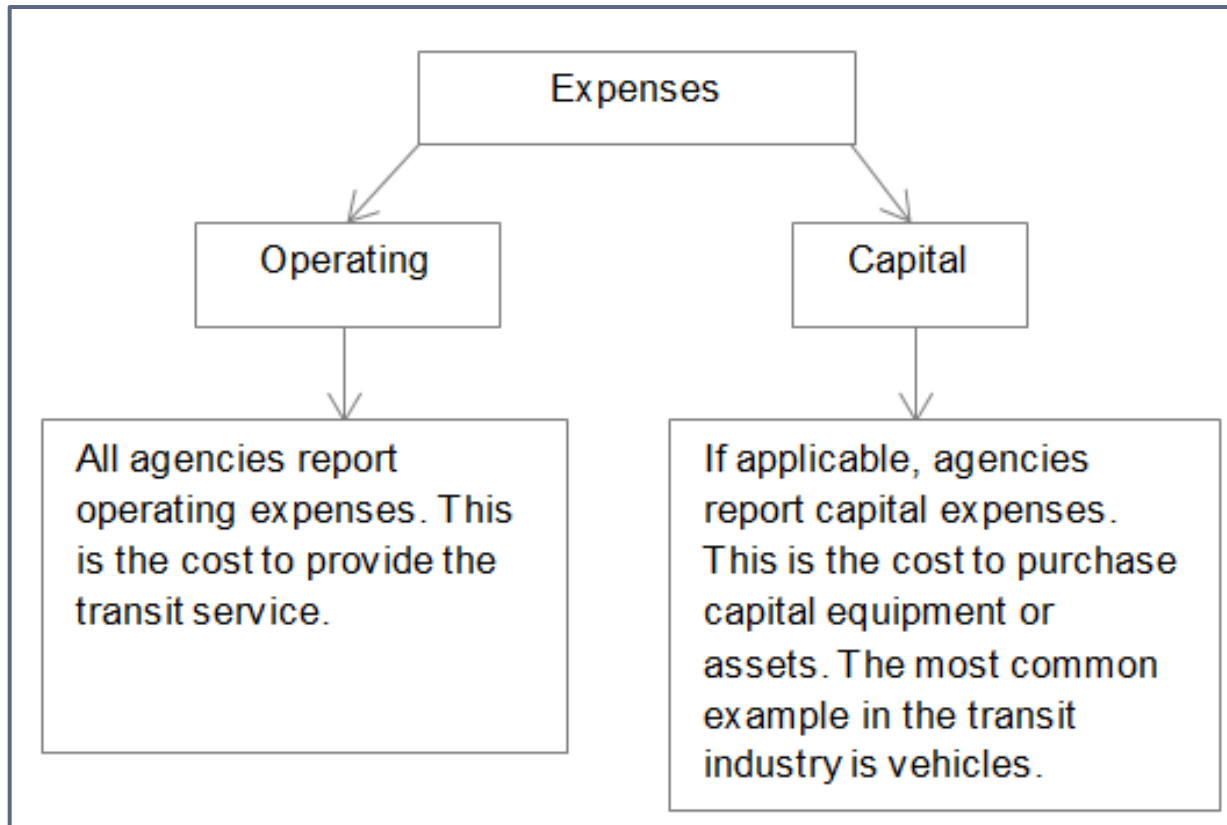 Expenses
Operating
Capital
All agencies report
operating expenses. This
is the cost to provide the
transit service.
If applicable, agencies
report capital expenses.
This is the cost to purchase
capital equipment or
assets. The most common
example in the transit
industry is vehicles.